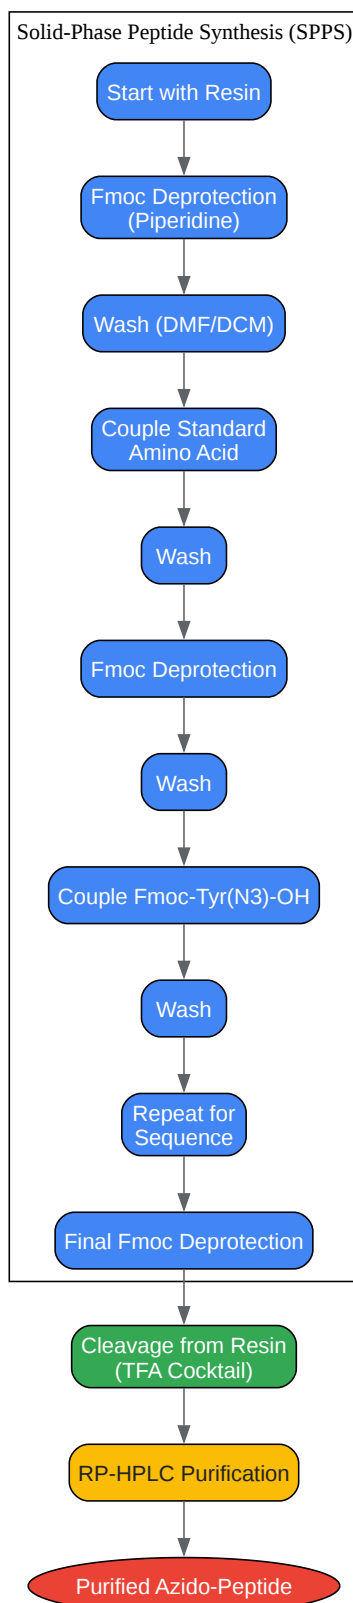 Solid-Phase Peptide Synthesis (SPPS)
Start with Resin
Fmoc Deprotection
(Piperidine)
Wash (DMF/DCM)
Couple Standard
Amino Acid
Wash
Fmoc Deprotection
Wash
Couple Fmoc-Tyr(N3)-OH
Wash
Repeat for
Sequence
Final Fmoc Deprotection
Cleavage from Resin
(TFA Cocktail)
RP-HPLC Purification
Purified Azido-Peptide